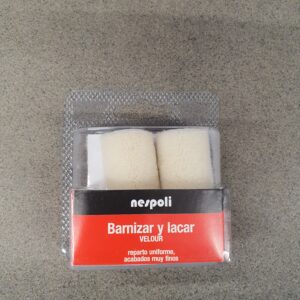 nespoli
Barnizar y lacar
VELOUR
reparto uniforme,
acabados muy finos